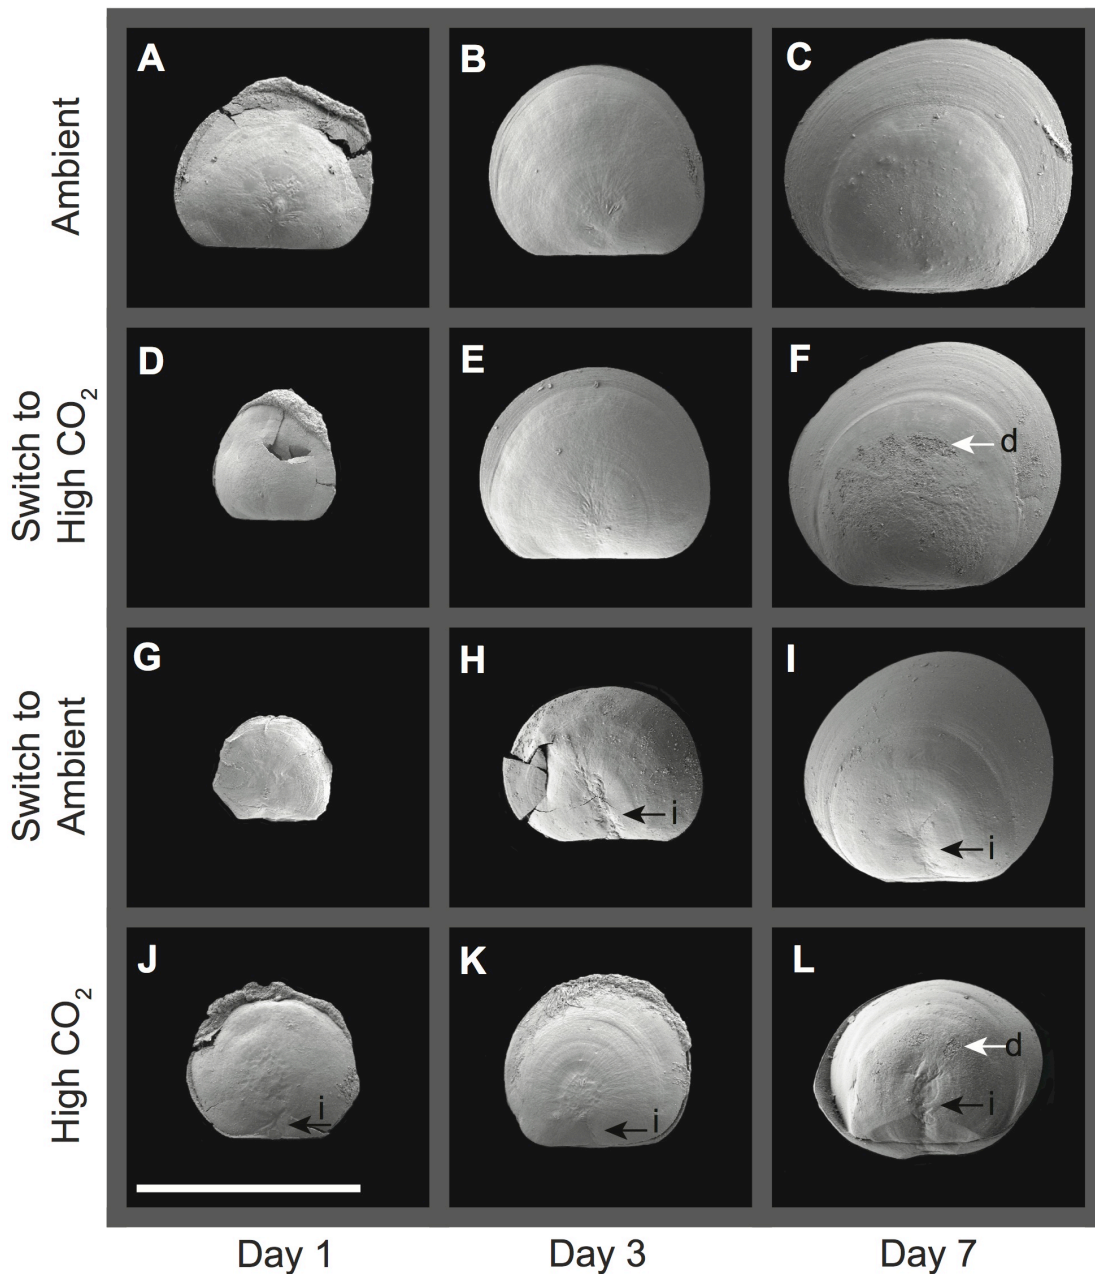 Ambient
A
B
C
Switch to
High CO2
D
E
F
d
Switch to
Ambient
G
H
i
I
i
High CO2
J
i
K
i
L
d
i
Day 1
Day 3
Day 7